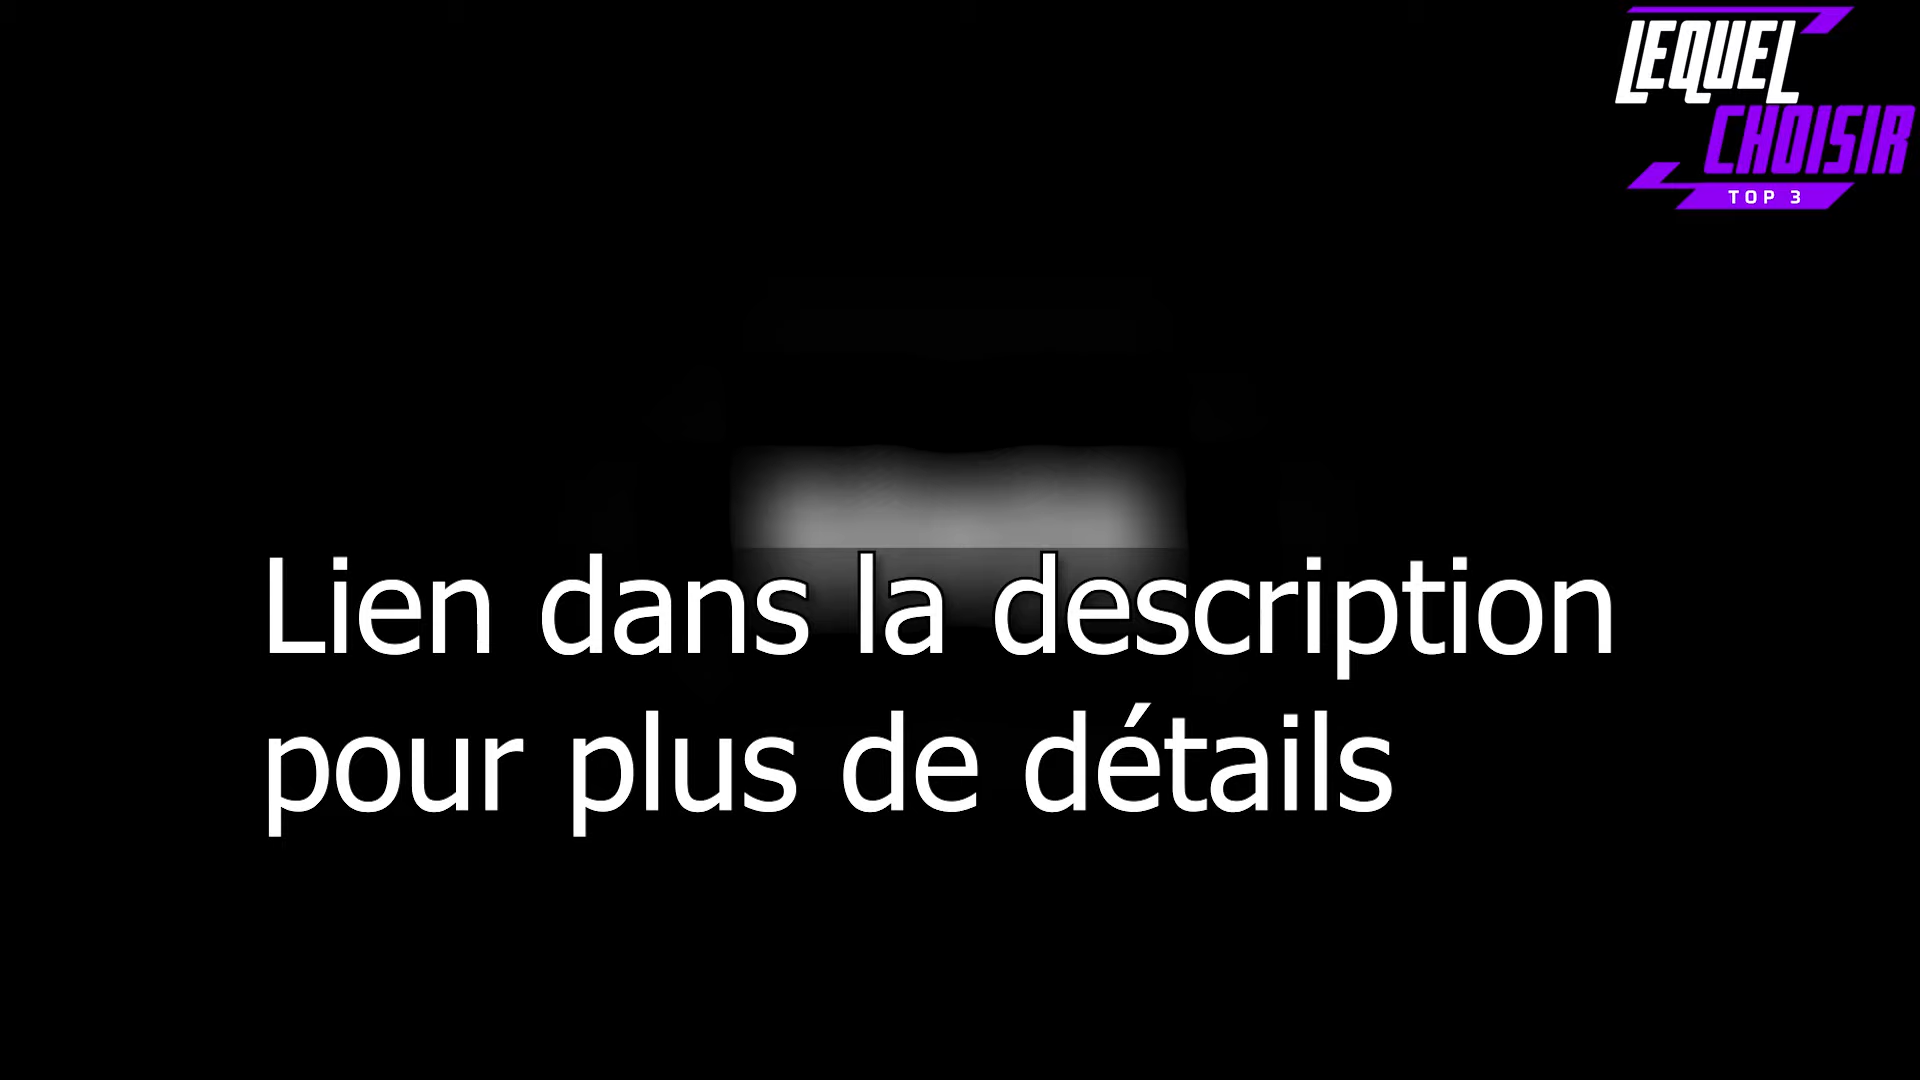 LEQUEL
CHOISIR
TOP 3
Lien dans la description
pour plus de détails